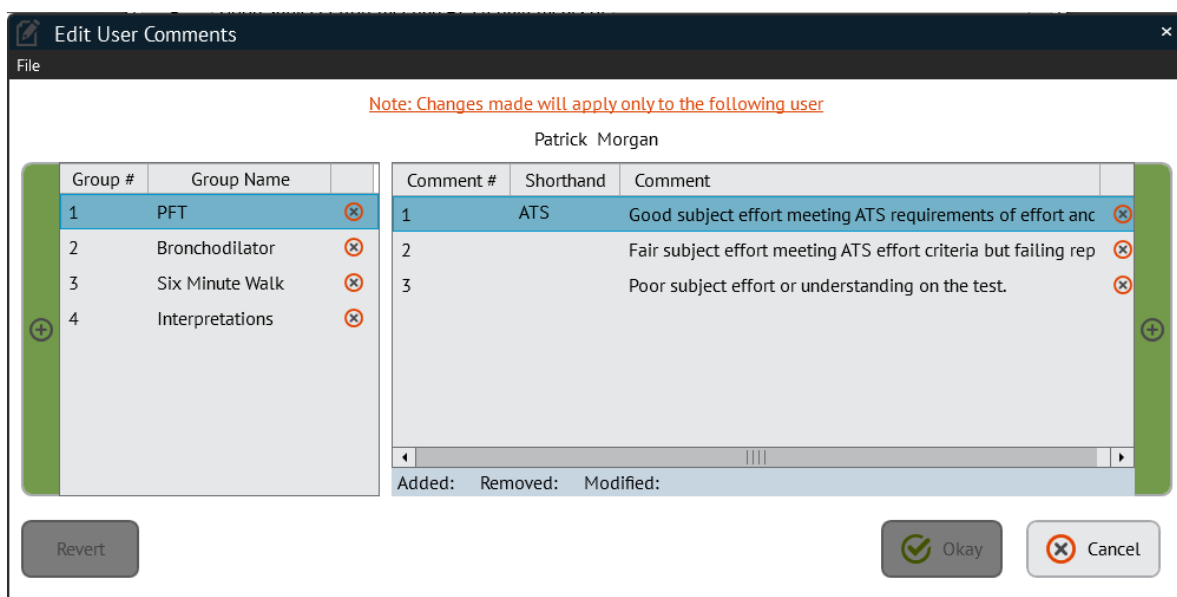 Edit User Comments
File
Note: Changes made will apply only to the following user
Patrick Morgan
Group # Group Name Comment # Shorthand Comment
1 PFT 1 ATS Good subject effort meeting ATS requirements of effort
2 Bronchodilator 2 Fair subject effort meeting ATS effort criteria but failing
3 Six Minute Walk 3 Poor subject effort or understanding on the test.
4 Interpretations
Added: Removed: Modified:
Revert Okay Cancel